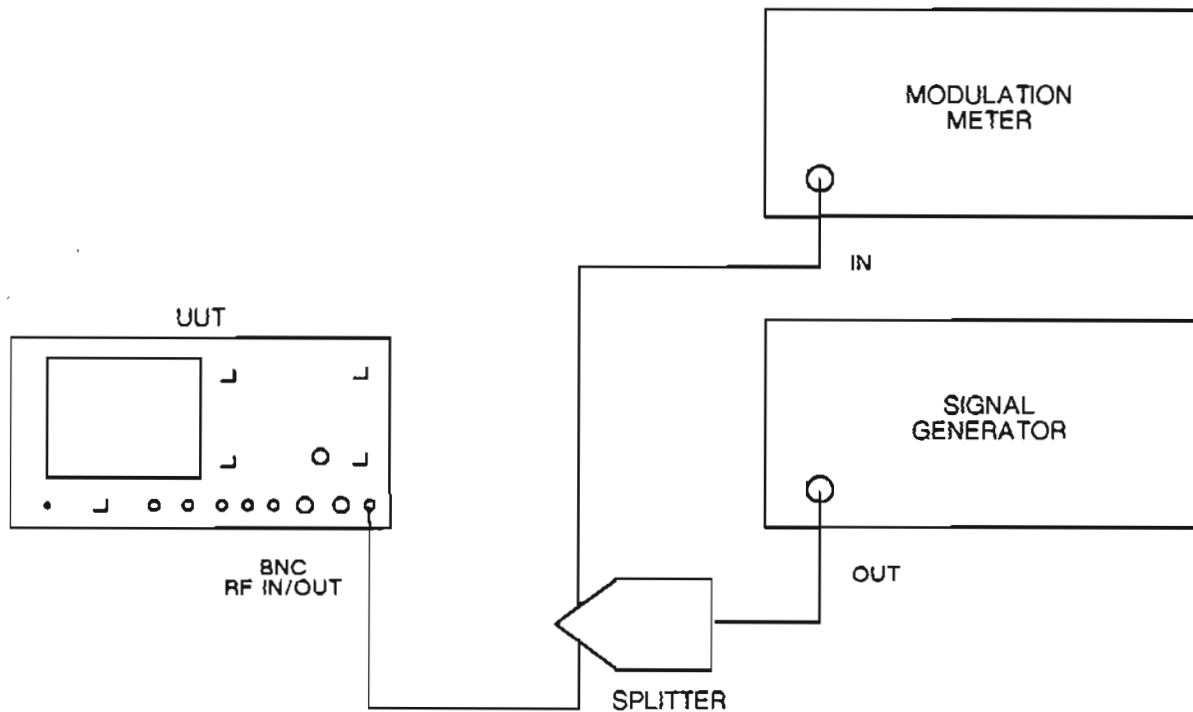 MODULATION
METER
IN
UUT
SIGNAL
GENERATOR
BNC
RF IN/OUT
OUT
SPLITTER